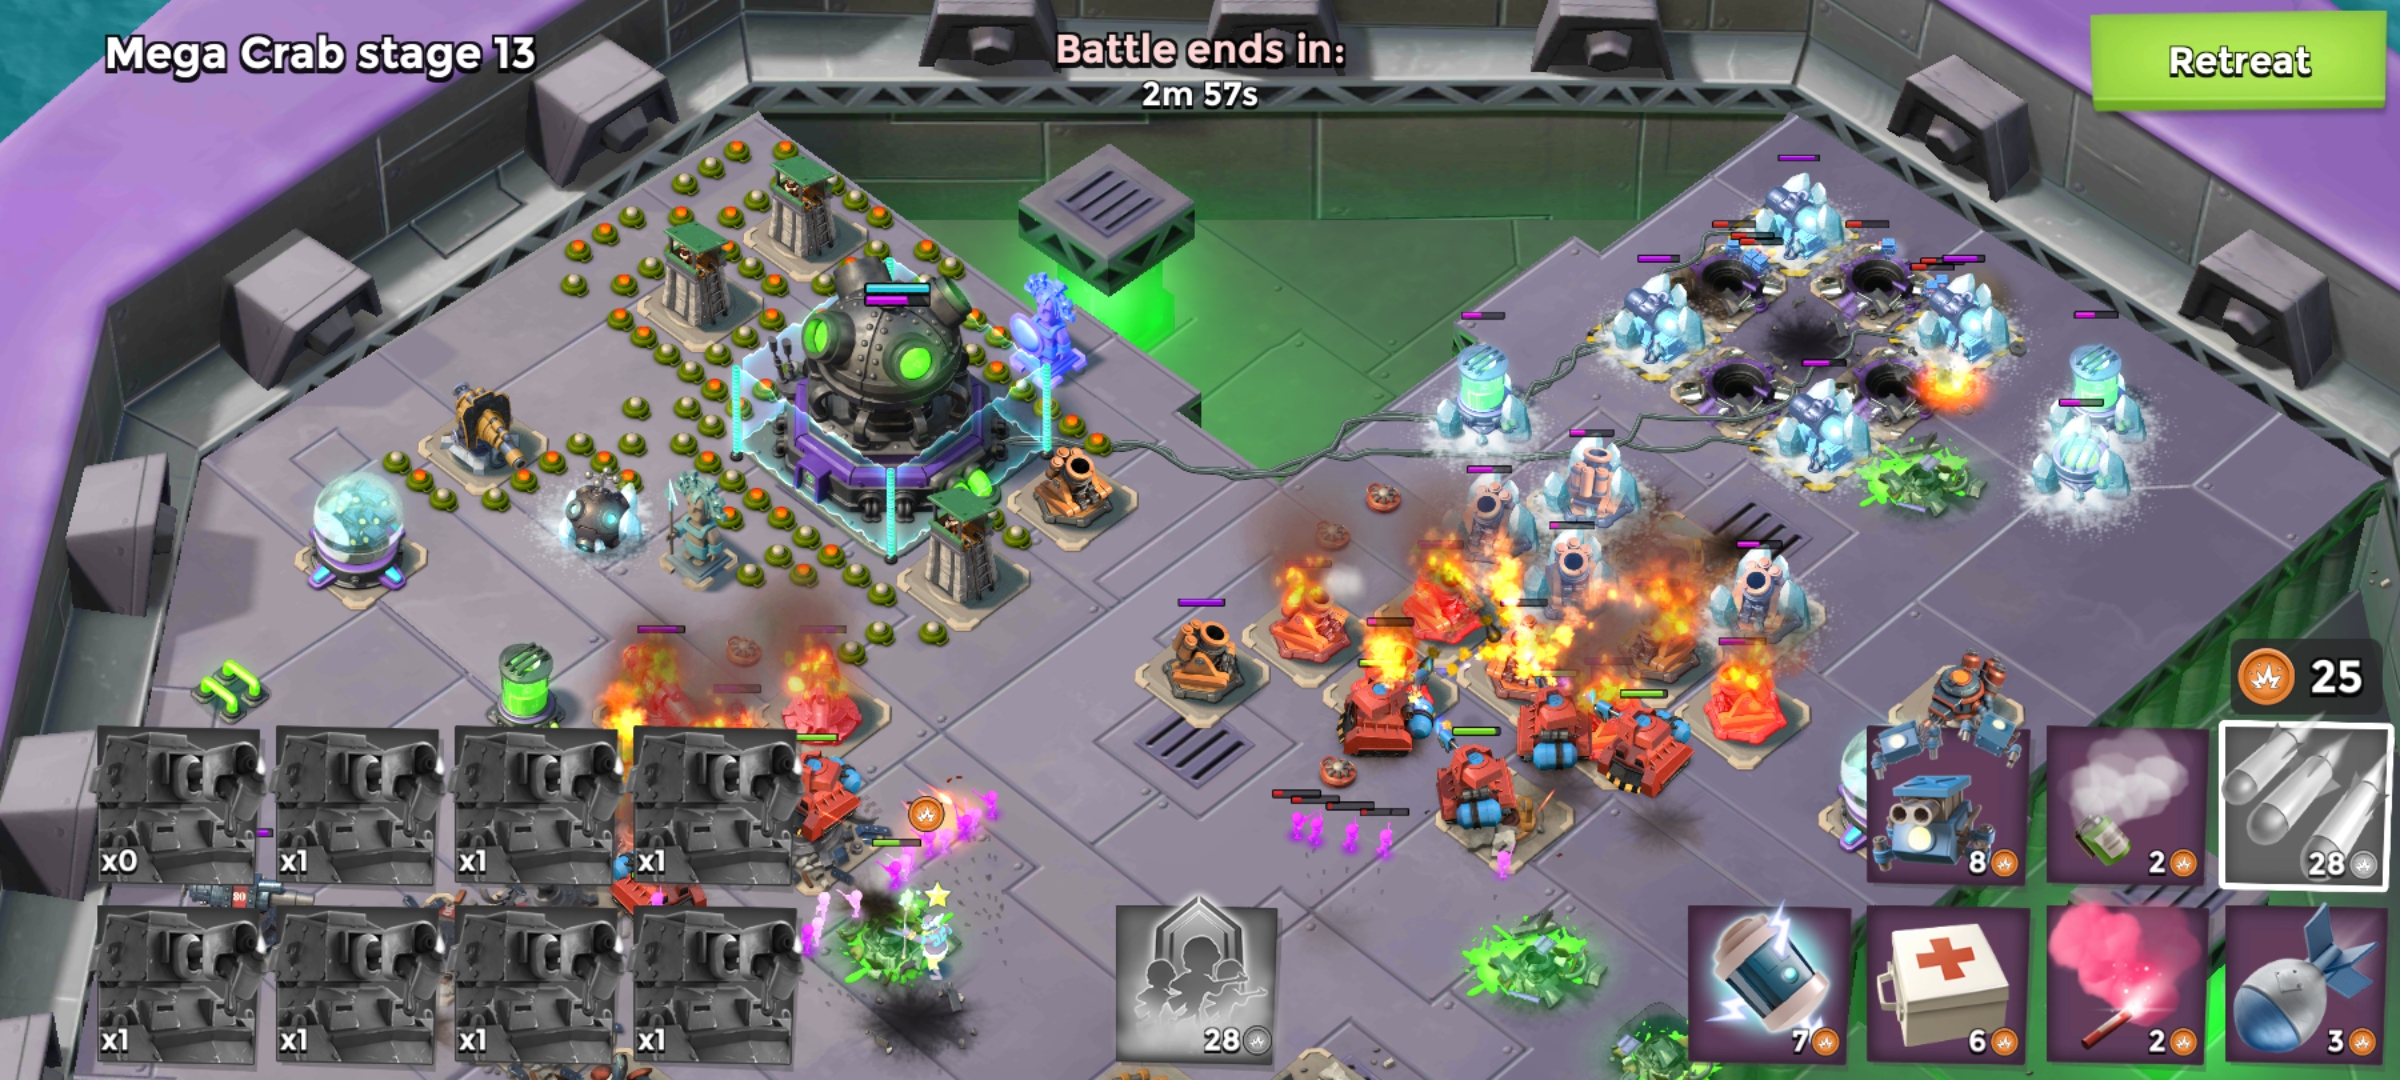 Mega Crab stage 13
Battle ends in:
2m 57s
Retreat
25
x0
x1
x1
x1
8
2
28
x1
x1
x1
x1
28
7
6
2
3